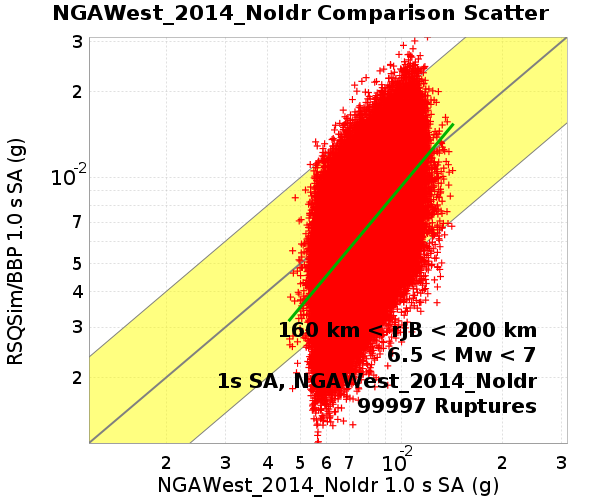 NGAWest_2014_NoIdr Comparison Scatter
RSQSim/BBP 1.0 s SA (g)
3
2
10-2
7
5
4
3
2
160 km < rJB < 200 km
6.5 < Mw < 7
1s SA, NGAWest_2014_NoIdr
99997 Ruptures
2 3 4 5 6 7 10-2 2 3
NGAWest_2014_NoIdr 1.0 s SA (g)